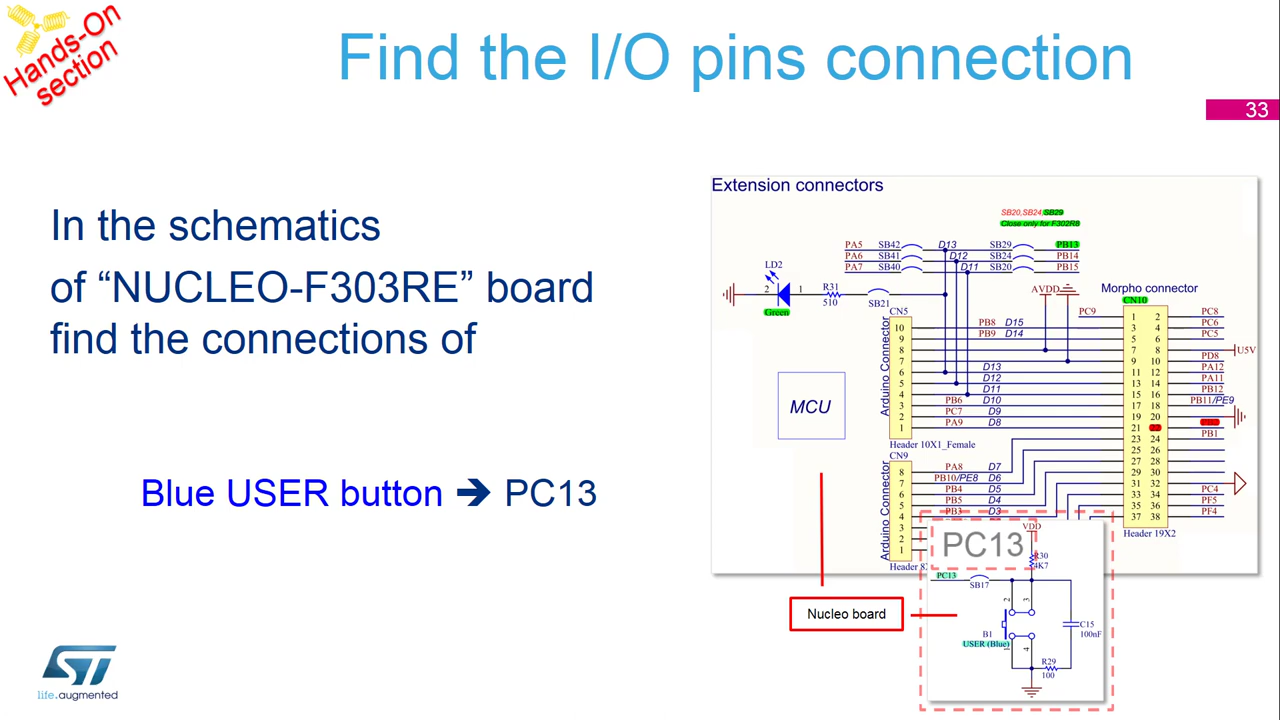 Hands-On
section
Find the I/O pins connection
33
In the schematics
of “NUCLEO-F303RE” board
find the connections of
Blue USER button ➔ PC13
life.augmented
Extension connectors
SB20,SB24,SB29
Close only for F302R8
PA5 SB42 D13 SB29 PB13
PA6 SB41 D12 SB24 PB14
PA7 SB40 D11 SB20 PB15
LD2
2 1 R31
510
SB21
Green
AVDD
Morpho connector
CN10
CN5
Arduino Connector
10 PB8 D15
9 PB9 D14
8
7
6 D13
5 D12
4 D11
3 PB6 D10
2 PC7 D9
1 PA9 D8
Header 10X1_Female
CN9
Arduino Connector
8 PA8 D7
7 PB10/PE8 D6
6 PB4 D5
5 PB5 D4
4 PB3 D3
3
2
1
Header 8
PC9 1 2 PC8
3 4 PC6
5 6 PC5
7 8 U5V
9 10 PD8
11 12 PA12
13 14 PA11
15 16 PB12
17 18 PB11/PE9
19 20
21 22
23 24 PB1
25 26
27 28
29 30
31 32
33 34 PC4
35 36 PF5
37 38 PF4
Header 19X2
MCU
Nucleo board
PC13
VDD
R30
4K7
PC13
SB17
2 3
B1
USER (Blue)
4
C15
100nF
R29
100